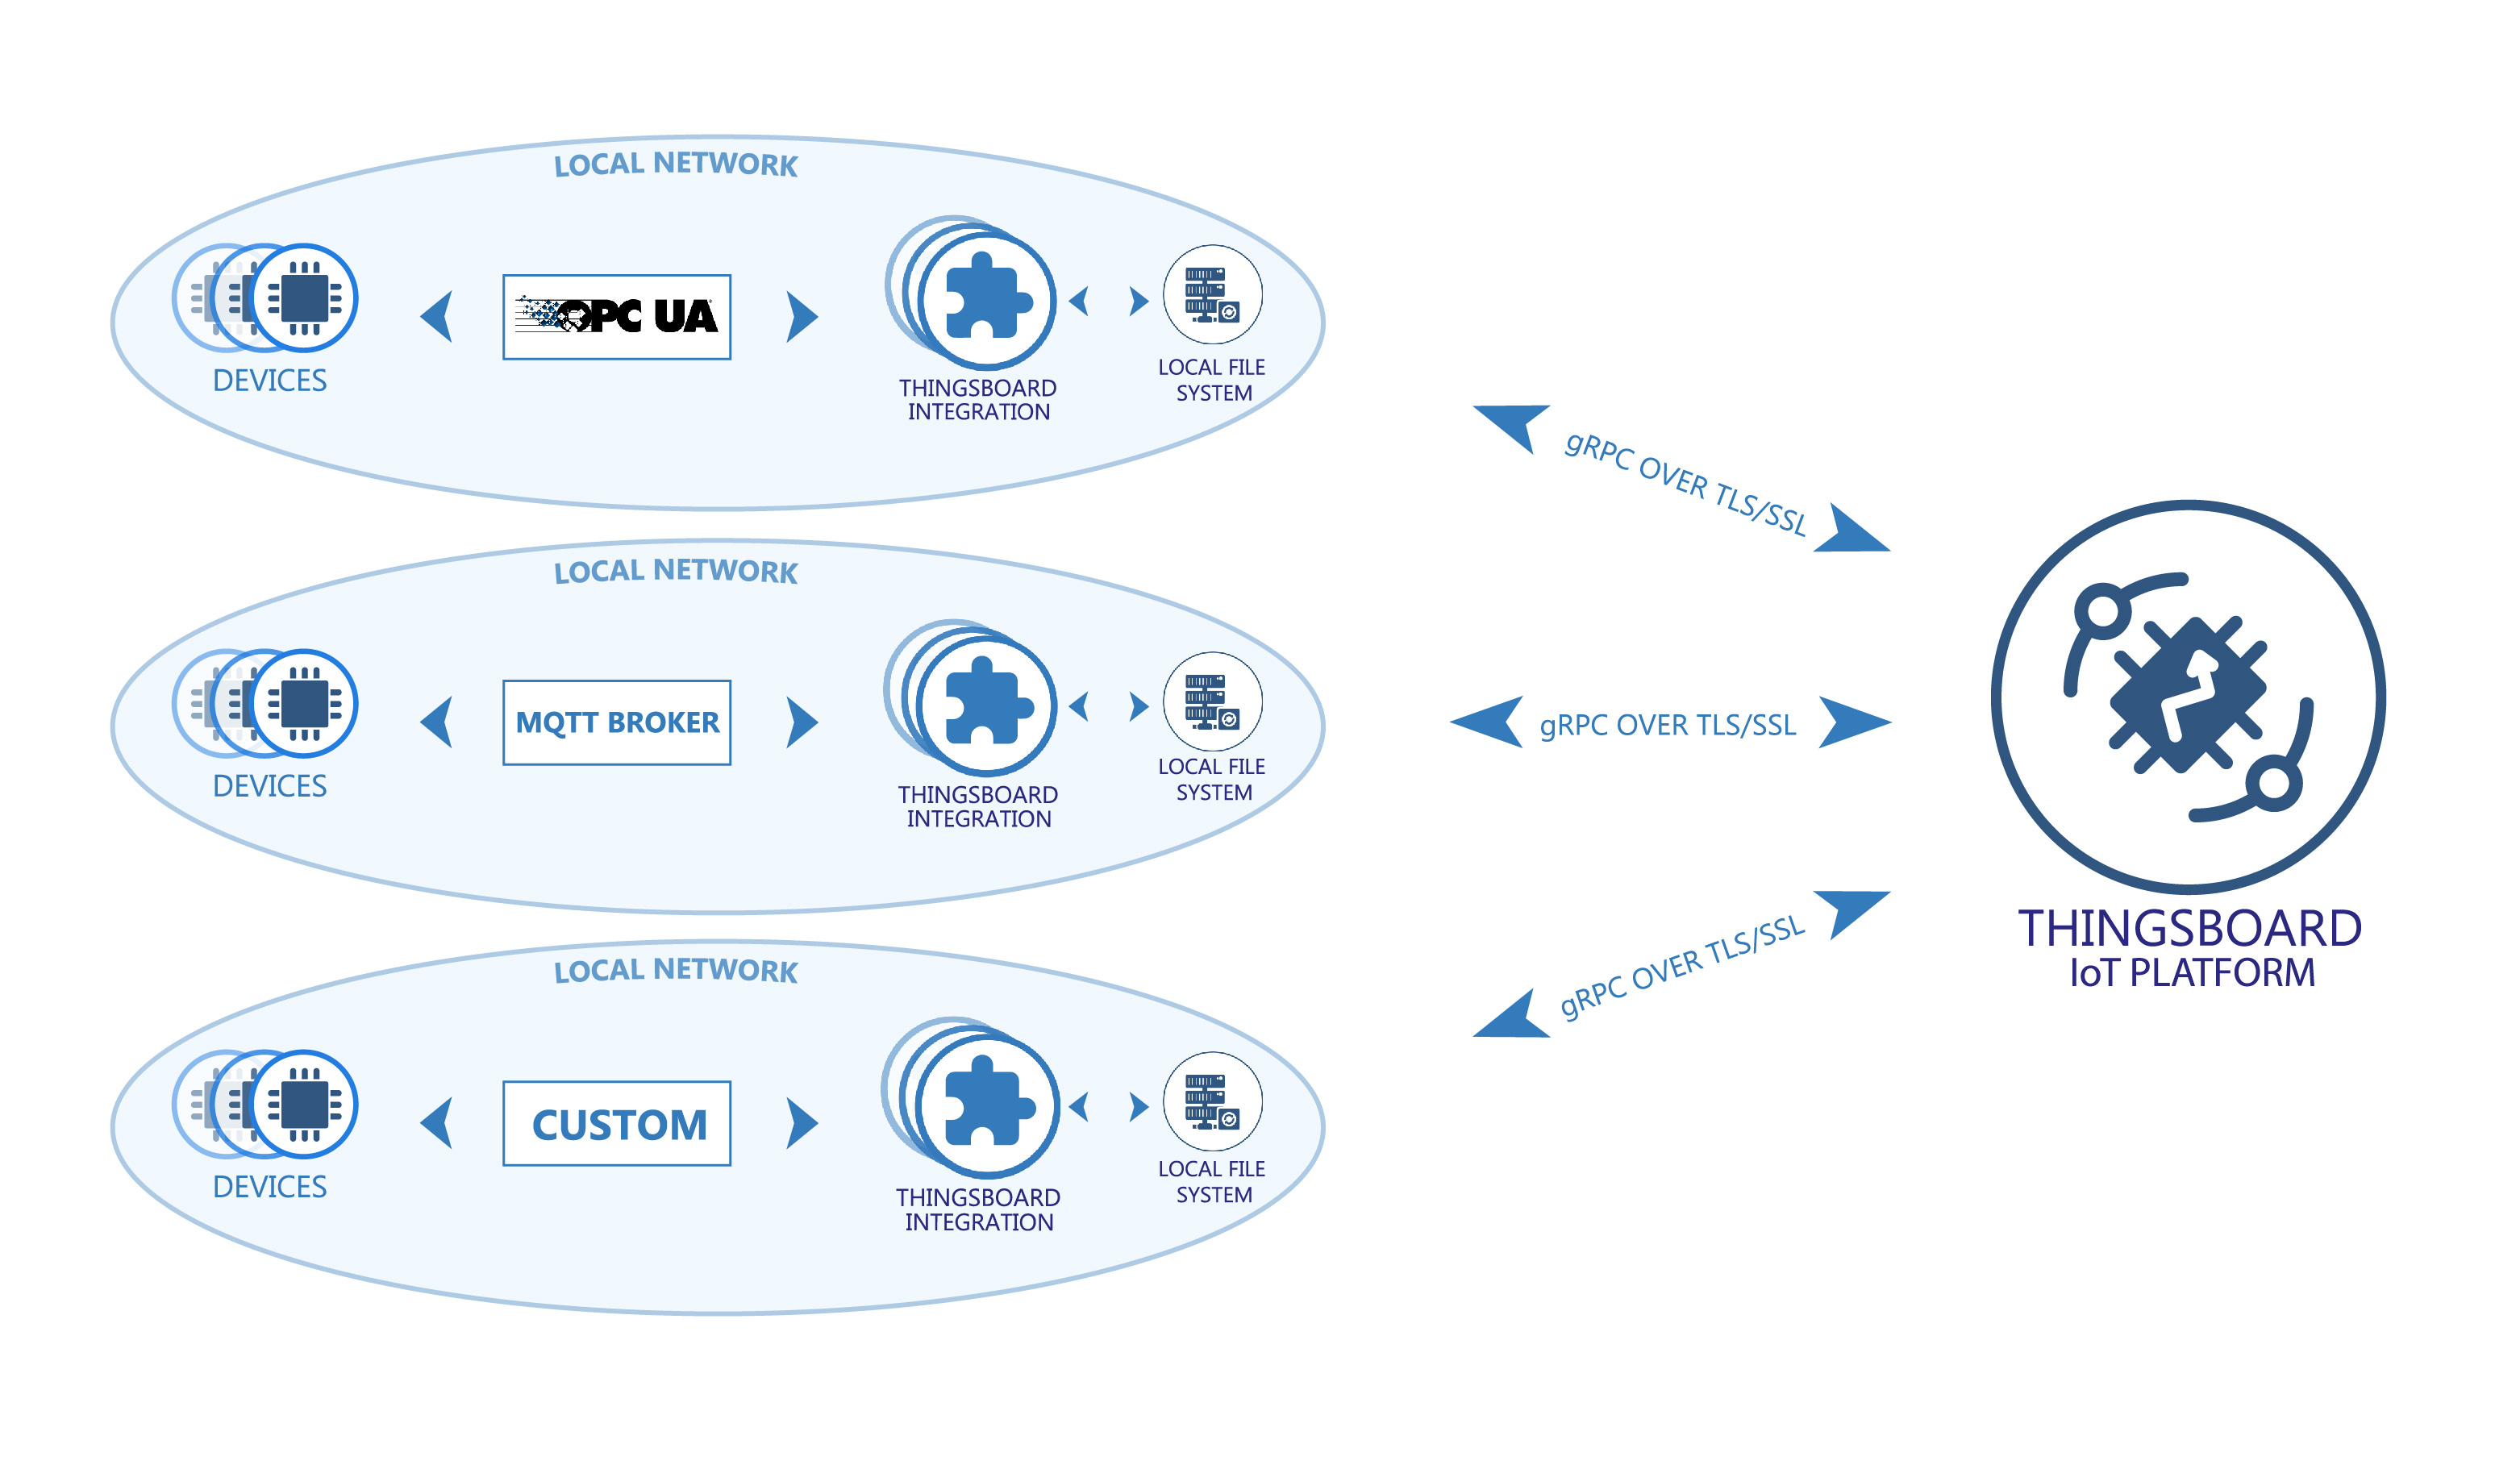 LOCAL NETWORK
OPC UA
DEVICES
THINGSBOARD
INTEGRATION
LOCAL FILE
SYSTEM
gRPC OVER TLS/SSL
LOCAL NETWORK
MQTT BROKER
DEVICES
THINGSBOARD
INTEGRATION
LOCAL FILE
SYSTEM
gRPC OVER TLS/SSL
THINGSBOARD
IoT PLATFORM
LOCAL NETWORK
CUSTOM
DEVICES
THINGSBOARD
INTEGRATION
LOCAL FILE
SYSTEM
gRPC OVER TLS/SSL